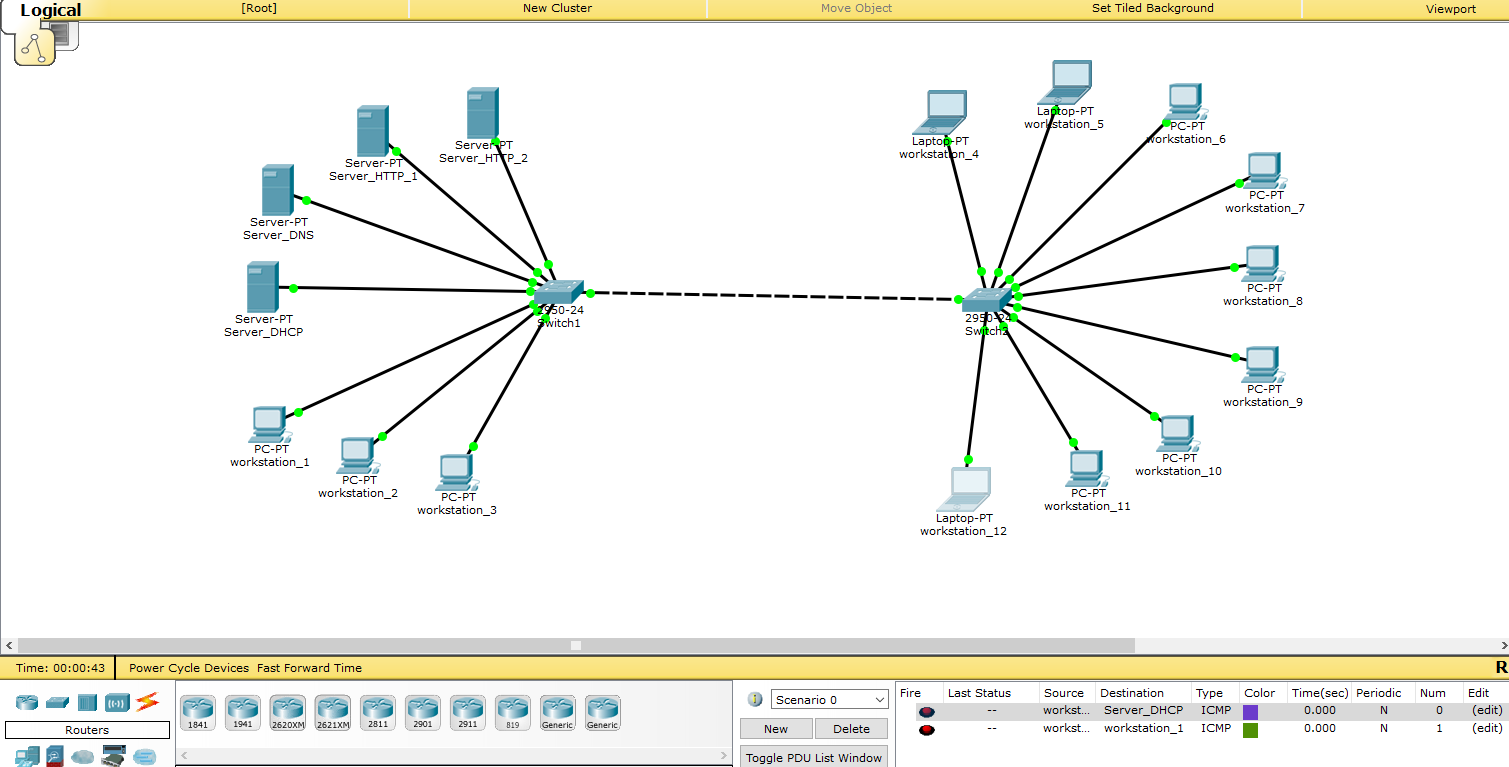 Logical
[Root]
New Cluster
Move Object
Set Tiled Background
Viewport
Server-PT
Server_HTTP_2
Server-PT
Server_HTTP_1
Server-PT
Server_DNS
Server-PT
Server_DHCP
2950-24
Switch1
PC-PT
workstation_1
PC-PT
workstation_2
PC-PT
workstation_3
Laptop-PT
workstation_4
Laptop-PT
workstation_5
PC-PT
workstation_6
PC-PT
workstation_7
PC-PT
workstation_8
2950-24
Switch2
PC-PT
workstation_9
PC-PT
workstation_10
PC-PT
workstation_11
Laptop-PT
workstation_12
Time: 00:00:43
Power Cycle Devices Fast Forward Time
R
Routers
1841
1941
2620XM
2621XM
2811
2901
2911
819
Generic
Generic
Scenario 0
New
Delete
Toggle PDU List Window
Fire Last Status Source Destination Type Color Time(sec) Periodic Num Edit
-- workst... Server_DHCP ICMP 0.000 N 0 (edit)
-- workst... workstation_1 ICMP 0.000 N 1 (edit)